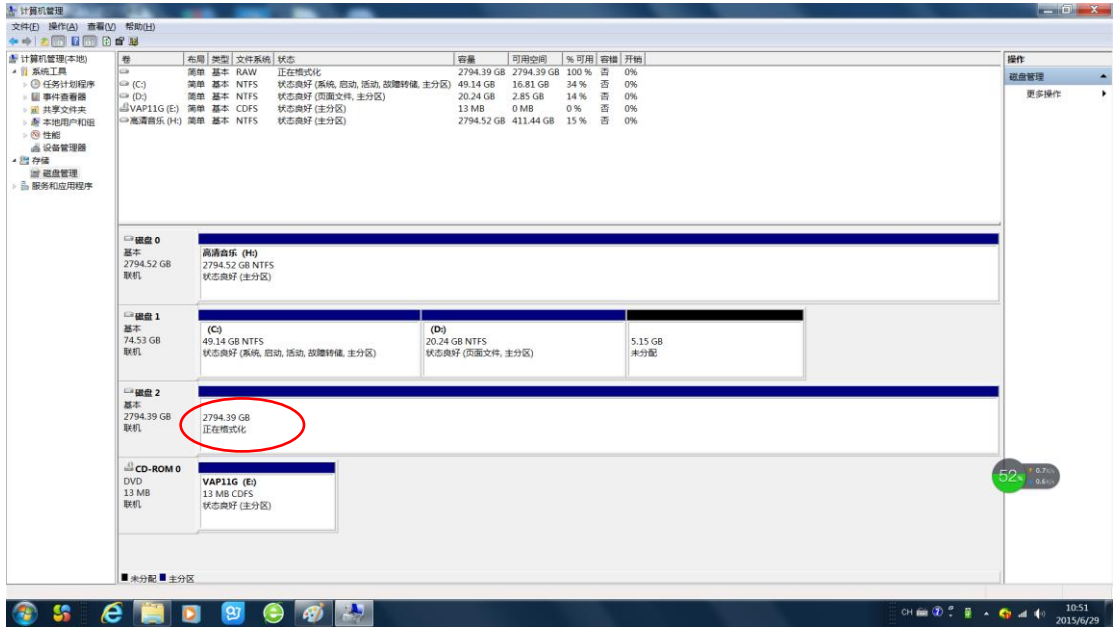 计算机管理
文件(F) 操作(A) 查看(V) 帮助(H)
计算机管理(本地)
系统工具
任务计划程序
事件查看器
共享文件夹
本地用户和组
性能
设备管理器
存储
磁盘管理
服务和应用程序
卷 布局 类型 文件系统 状态 容量 可用空间 % 可用 容错 开销
简单 基本 RAW 正在格式化 2794.39 GB 2794.39 GB 100 % 否 0%
(C:) 简单 基本 NTFS 状态良好 (系统, 启动, 活动, 故障转储, 主分区) 49.14 GB 16.81 GB 34 % 否 0%
(D:) 简单 基本 NTFS 状态良好 (页面文件, 主分区) 20.24 GB 2.85 GB 14 % 否 0%
VAP11G (E:) 简单 基本 CDFS 状态良好 (主分区) 13 MB 0 MB 0 % 否 0%
高清音乐 (H:) 简单 基本 NTFS 状态良好 (主分区) 2794.52 GB 411.44 GB 15 % 否 0%
操作
磁盘管理
更多操作
磁盘 0
基本
2794.52 GB
联机
高清音乐 (H:)
2794.52 GB NTFS
状态良好 (主分区)
磁盘 1
基本
74.53 GB
联机
(C:)
49.14 GB NTFS
状态良好 (系统, 启动, 活动, 故障转储, 主分区)
(D:)
20.24 GB NTFS
状态良好 (页面文件, 主分区)
5.15 GB
未分配
磁盘 2
基本
2794.39 GB
联机
2794.39 GB
正在格式化
CD-ROM 0
DVD
13 MB
联机
VAP11G (E:)
13 MB CDFS
状态良好 (主分区)
52%
0.7K/s
0.6K/s
未分配 主分区
CH
10:51
2015/6/29